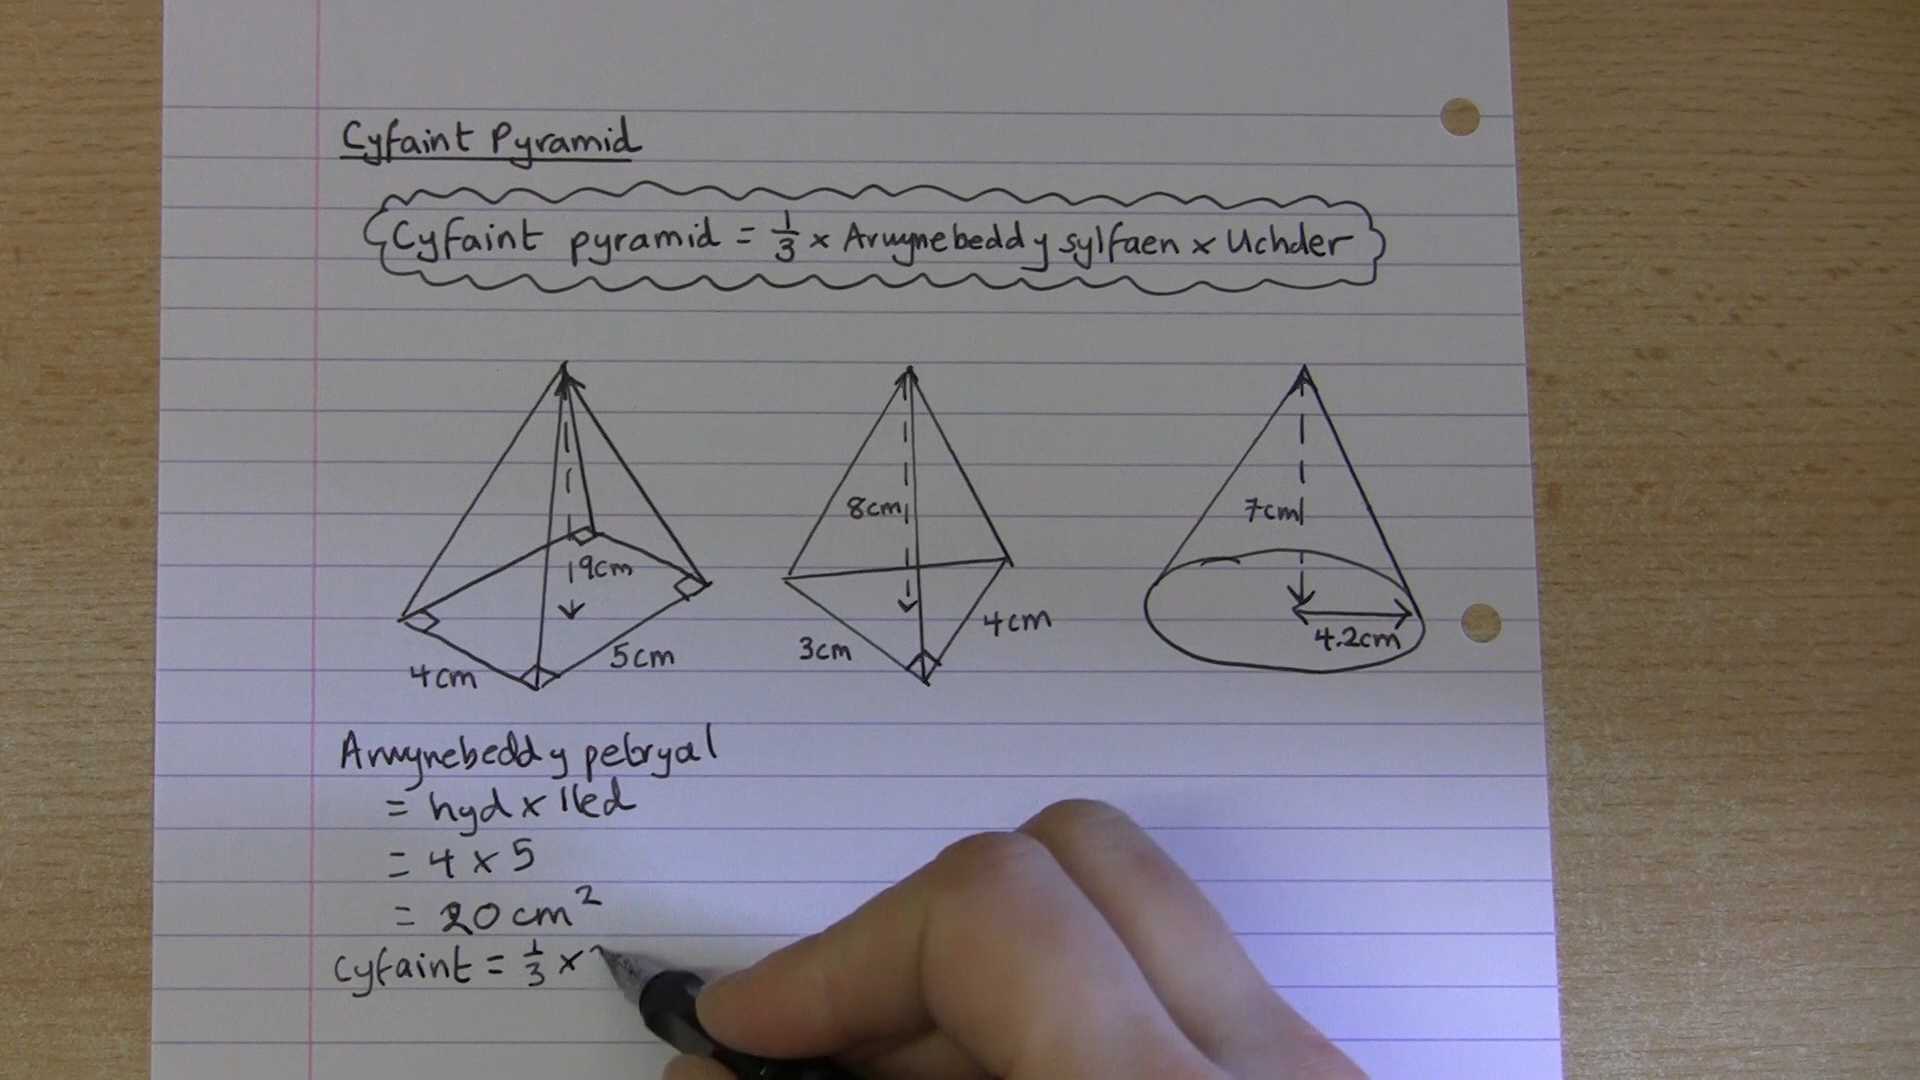 Cyfaint Pyramid
Cyfaint pyramid = 1/3 × Arwynebedd y sylfaen × Uchder
9cm
4cm
5cm
8cm
3cm
4cm
7cm
4.2cm
Arwynebedd y petryal
= hyd × lled
= 4 × 5
= 20 cm²
Cyfaint = 1/3 ×